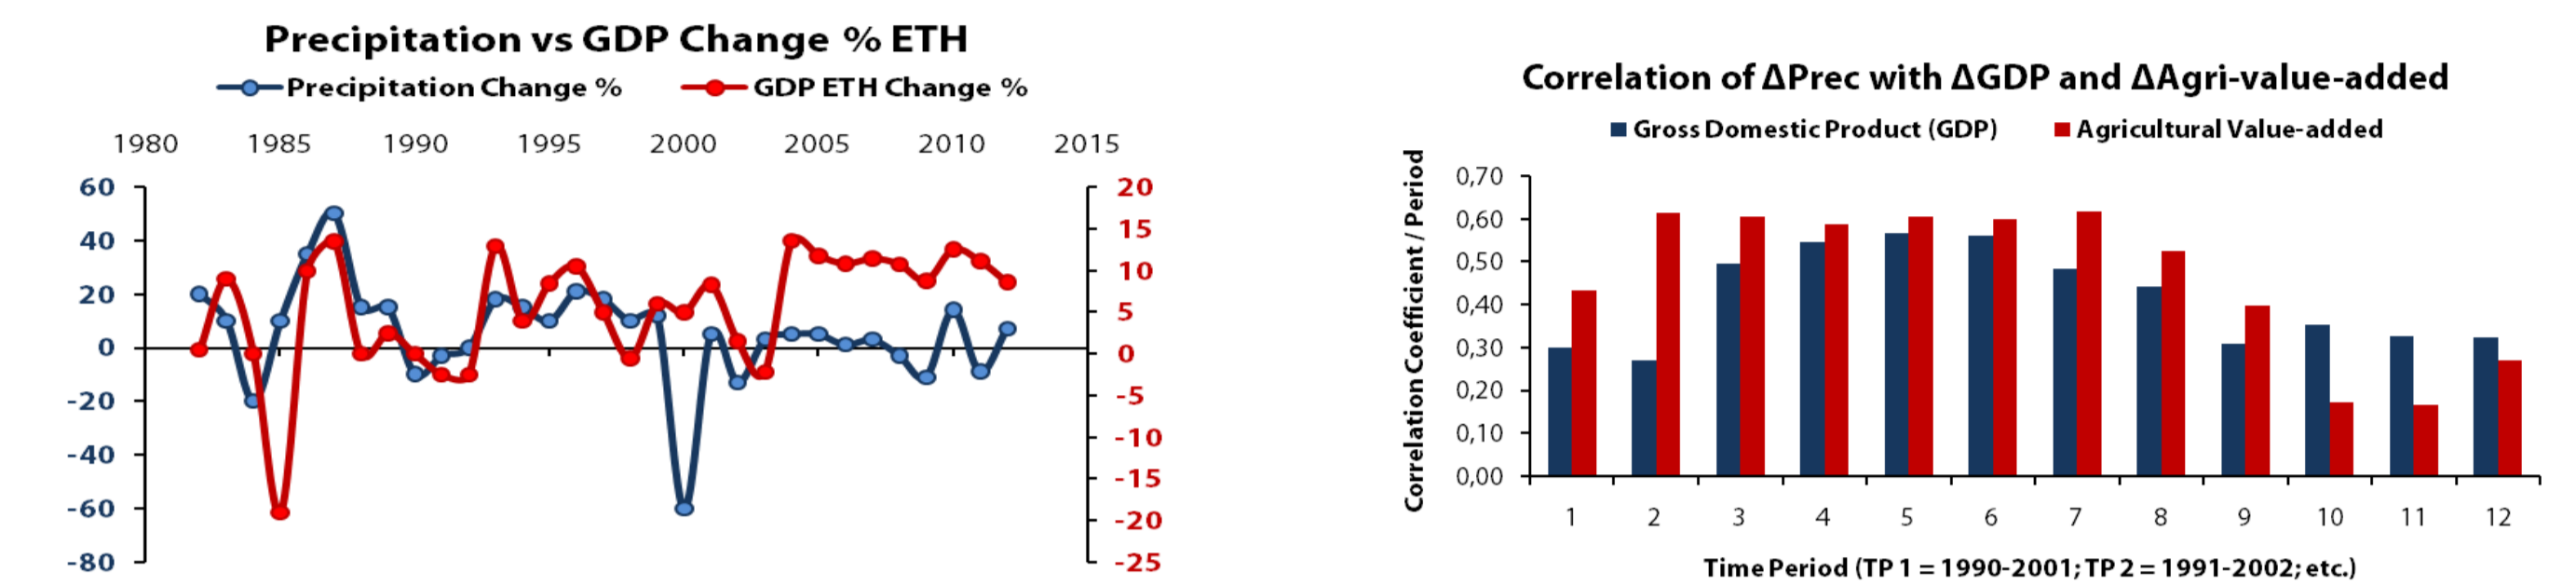 Precipitation vs GDP Change % ETH
Precipitation Change %
GDP ETH Change %
1980 1985 1990 1995 2000 2005 2010 2015
60
40
20
0
-20
-40
-60
-80
20
15
10
5
0
-5
-10
-15
-20
-25
Correlation of ΔPrec with ΔGDP and ΔAgri-value-added
Gross Domestic Product (GDP)
Agricultural Value-added
Correlation Coefficient / Period
0,70
0,60
0,50
0,40
0,30
0,20
0,10
0,00
1 2 3 4 5 6 7 8 9 10 11 12
Time Period (TP 1 = 1990-2001; TP 2 = 1991-2002; etc.)